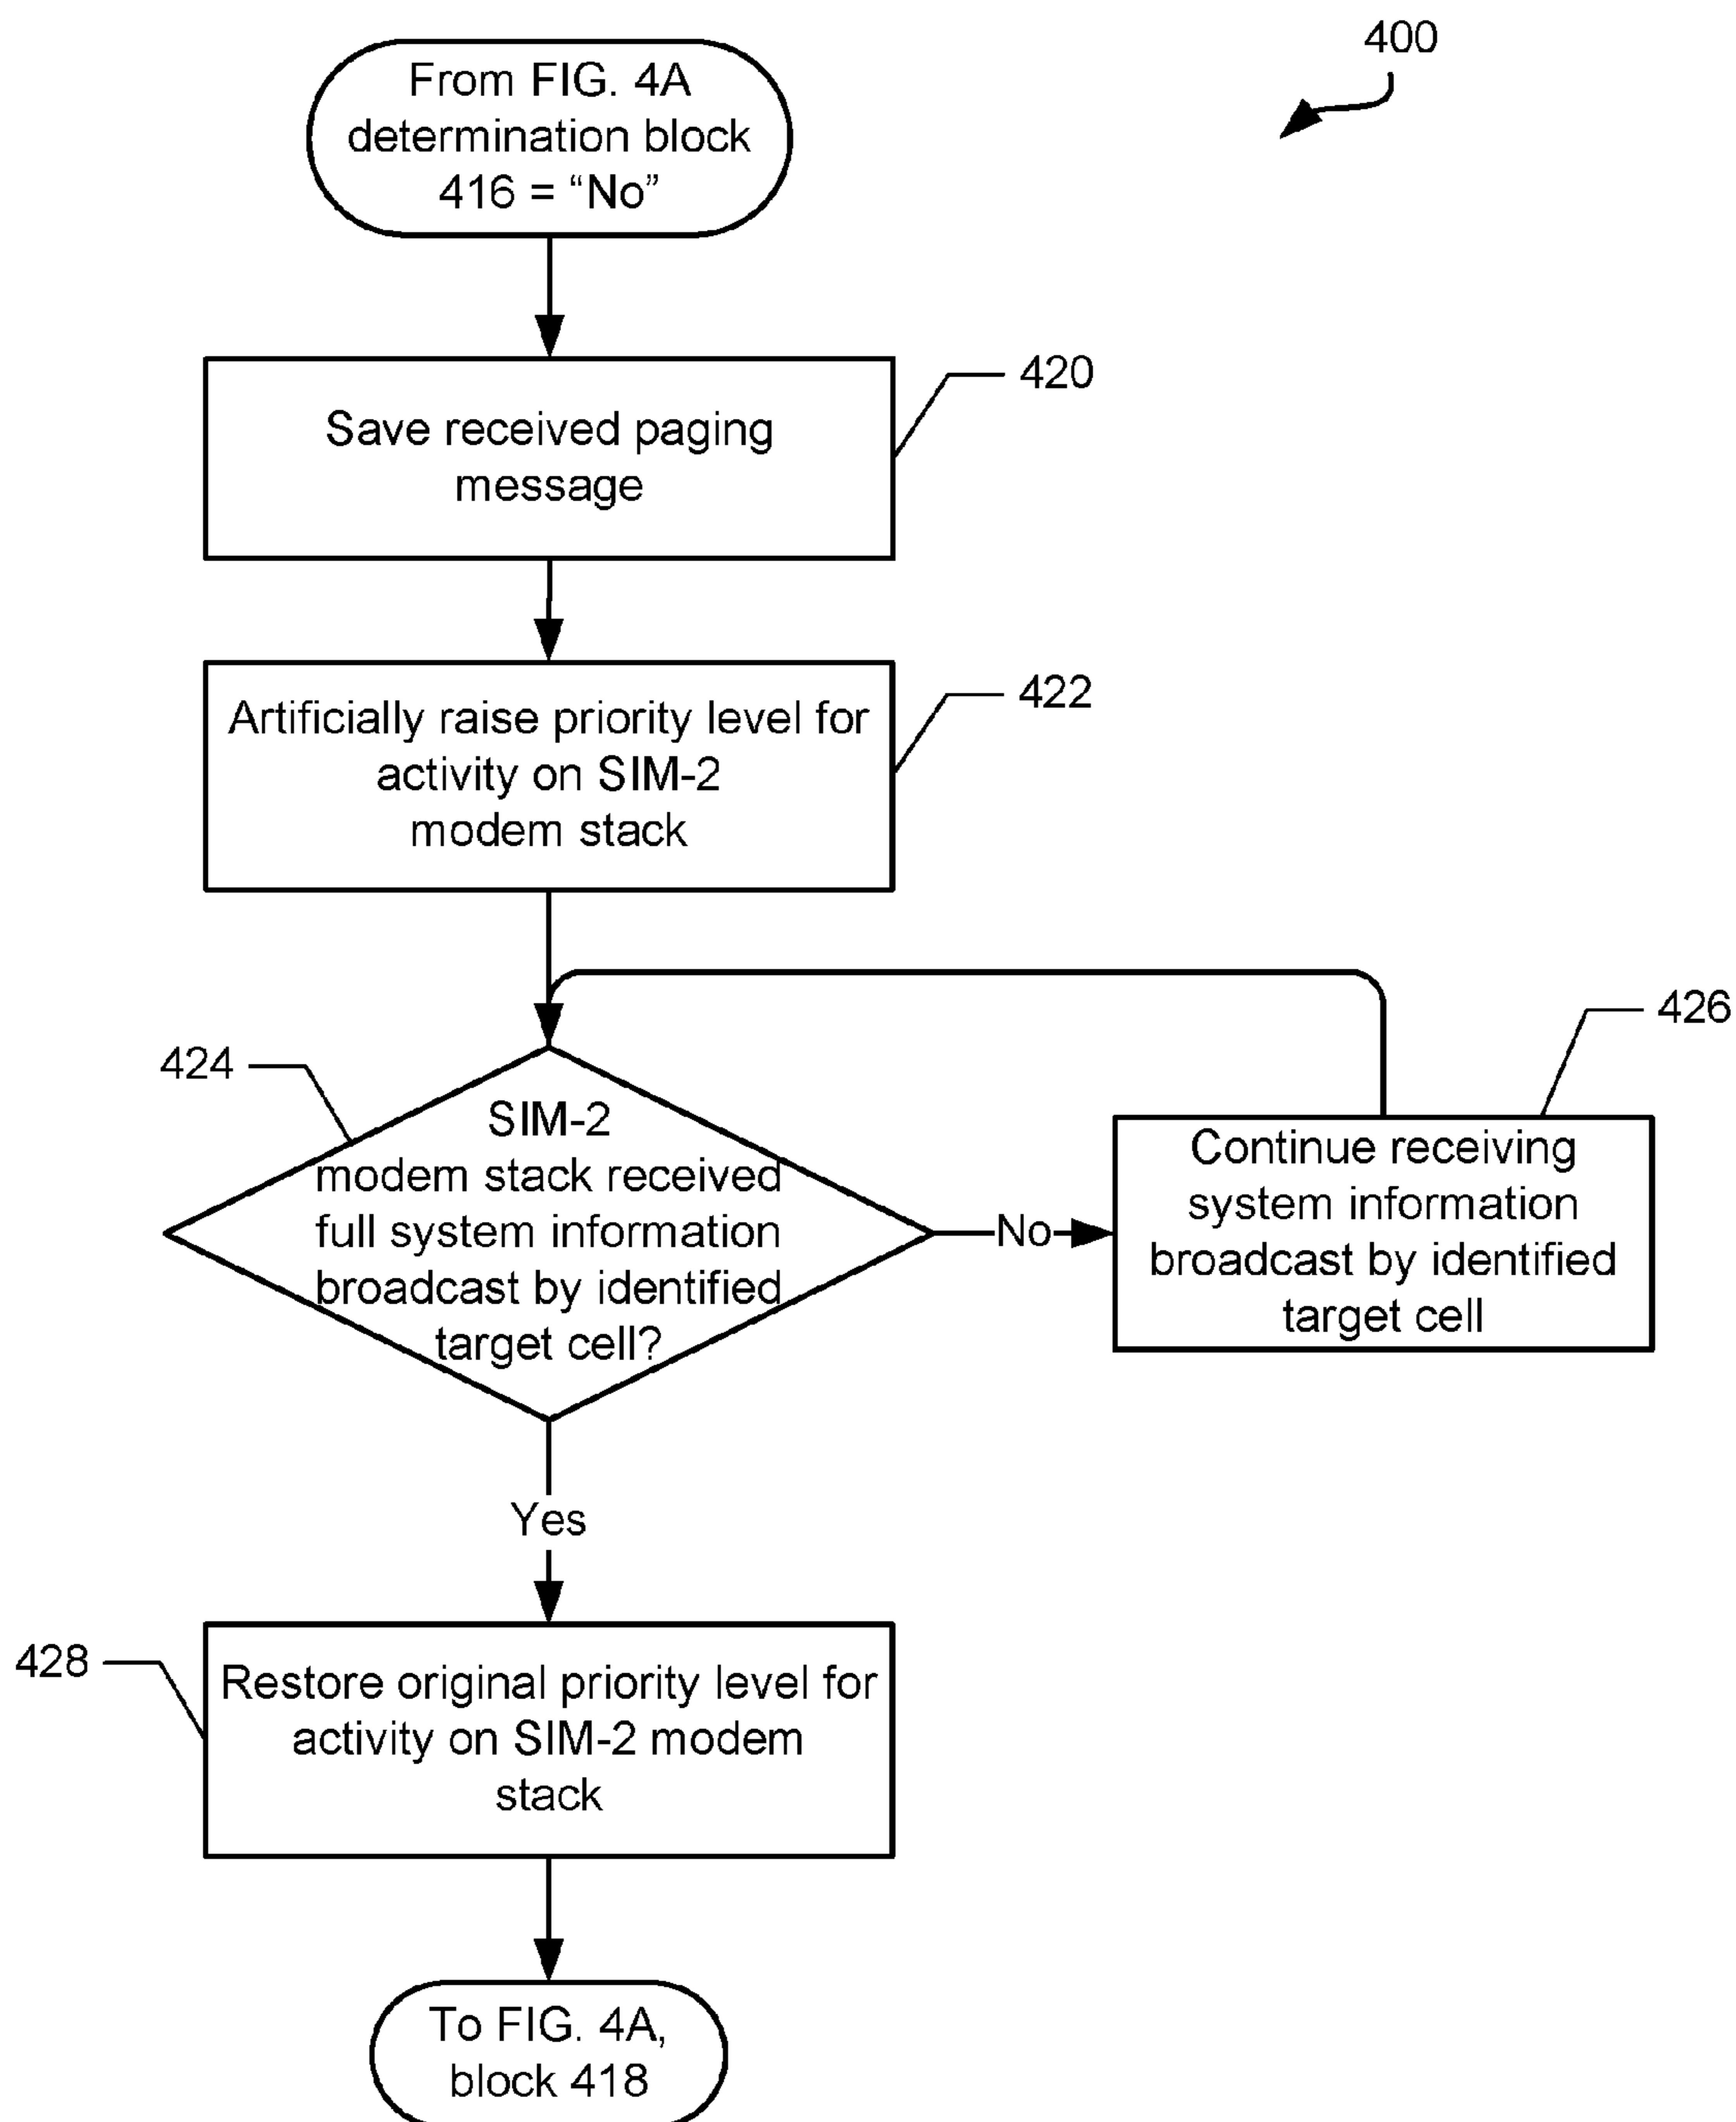 400
From FIG. 4A
determination block
416 = “No”
Save received paging
message
420
Artificially raise priority level for
activity on SIM-2
modem stack
422
424
SIM-2
modem stack received
full system information
broadcast by identified
target cell?
No
Continue receiving
system information
broadcast by identified
target cell
426
Yes
428
Restore original priority level for
activity on SIM-2 modem
stack
To FIG. 4A,
block 418